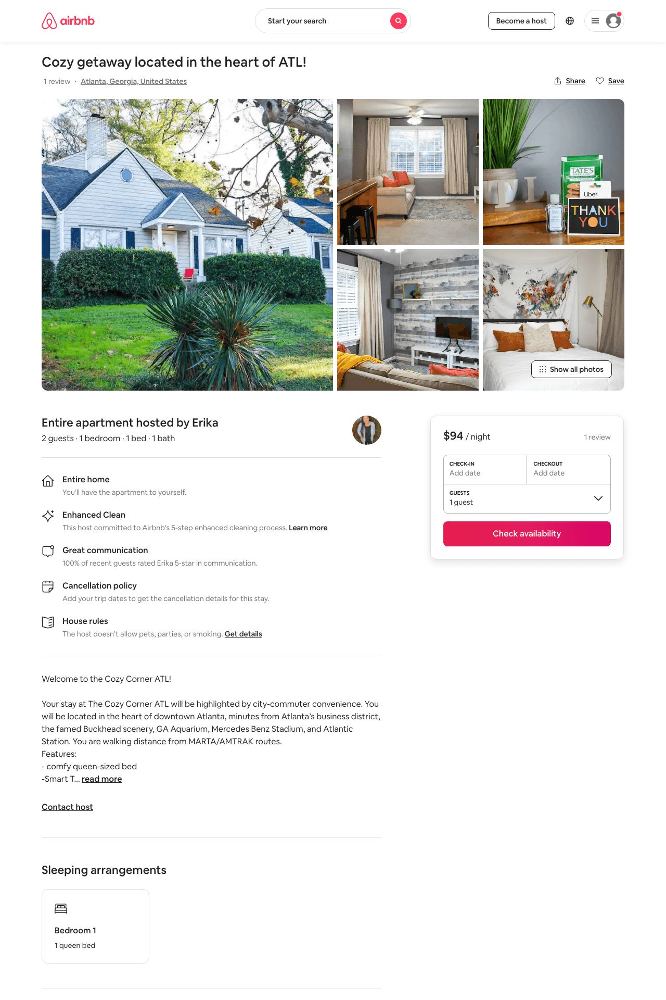 airbnb
Start your search
Become a host
Cozy getaway located in the heart of ATL!
1 review · Atlanta, Georgia, United States
Share
Save
TATE'S
BAKE SHOP
Uber
THANK
YOU
Show all photos
Entire apartment hosted by Erika
2 guests · 1 bedroom · 1 bed · 1 bath
$94 / night
1 review
CHECK-IN
Add date
CHECKOUT
Add date
GUESTS
1 guest
Check availability
Entire home
You’ll have the apartment to yourself.
Enhanced Clean
This host committed to Airbnb's 5-step enhanced cleaning process. Learn more
Great communication
100% of recent guests rated Erika 5-star in communication.
Cancellation policy
Add your trip dates to get the cancellation details for this stay.
House rules
The host doesn’t allow pets, parties, or smoking. Get details
Welcome to the Cozy Corner ATL!
Your stay at The Cozy Corner ATL will be highlighted by city-commuter convenience. You
will be located in the heart of downtown Atlanta, minutes from Atlanta’s business district,
the famed Buckhead scenery, GA Aquarium, Mercedes Benz Stadium, and Atlantic
Station. You are walking distance from MARTA/AMTRAK routes.
Features:
- comfy queen-sized bed
-Smart T... read more
Contact host
Sleeping arrangements
Bedroom 1
1 queen bed